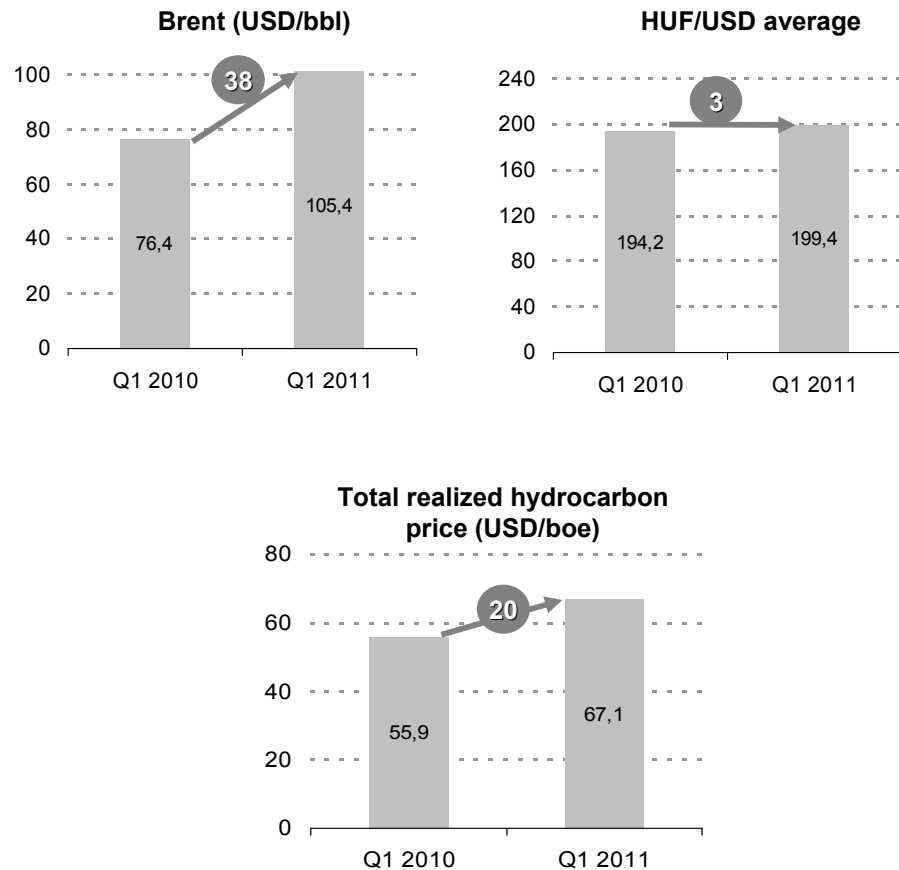 Brent (USD/bbl)
100
80
60
40
20
0
38
76,4
105,4
Q1 2010
Q1 2011
HUF/USD average
240
200
160
120
80
40
0
3
194,2
199,4
Q1 2010
Q1 2011
Total realized hydrocarbon
price (USD/boe)
80
60
40
20
0
20
55,9
67,1
Q1 2010
Q1 2011